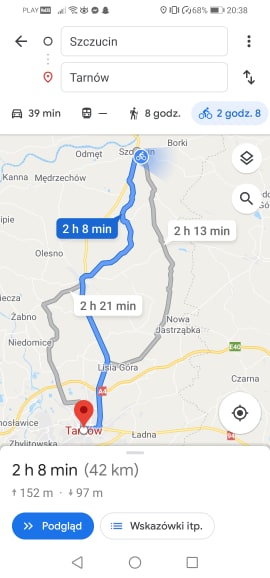 PLAY
68%
20:38
Szczucin
Tarnów
39 min
—
8 godz.
2 godz. 8
Borki
Odmęt
Kanna
Mędrzechów
2 h 8 min
2 h 13 min
Olesno
2 h 21 min
Żabno
Niedomice
Nowa
Jastrząbka
E40
Lisia Góra
A4
Czarna
Tarnów
Ładna
94
Zbylitowska
2 h 8 min (42 km)
↑ 152 m · ↓ 97 m
Podgląd
Wskazówki itp.